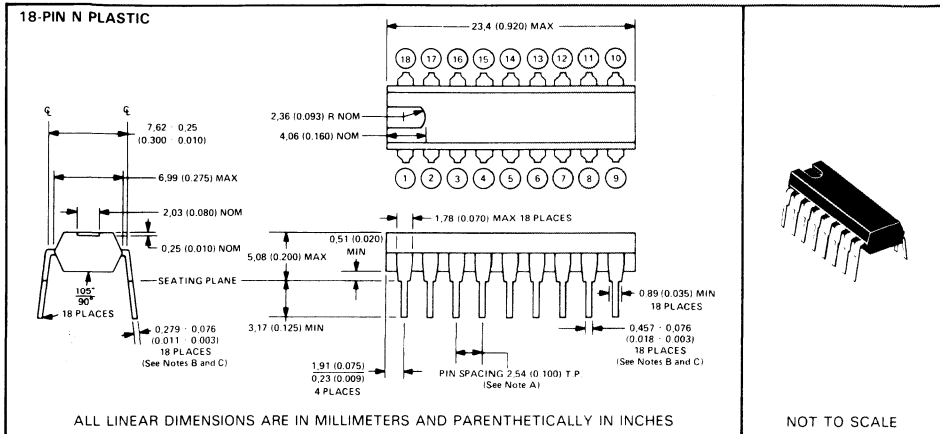 18-PIN N PLASTIC
23,4 (0.920) MAX
18 17 16 15 14 13 12 11 10
2,36 (0.093) R NOM
4,06 (0.160) NOM
1 2 3 4 5 6 7 8 9
℄ ℄
7,62 · 0,25
(0.300 · 0.010)
6,99 (0.275) MAX
2,03 (0.080) NOM
0,25 (0.010) NOM
105°
90°
18 PLACES
0,279 · 0,076
(0.011 · 0.003)
18 PLACES
(See Notes B and C)
1,78 (0.070) MAX 18 PLACES
0,51 (0.020)
MIN
5,08 (0.200) MAX
SEATING PLANE
3,17 (0.125) MIN
0.89 (0.035) MIN
18 PLACES
0,457 · 0,076
(0.018 · 0.003)
18 PLACES
(See Notes B and C)
1,91 (0.075)
0,23 (0.009)
4 PLACES
PIN SPACING 2,54 (0.100) T.P.
(See Note A)
ALL LINEAR DIMENSIONS ARE IN MILLIMETERS AND PARENTHETICALLY IN INCHES
NOT TO SCALE